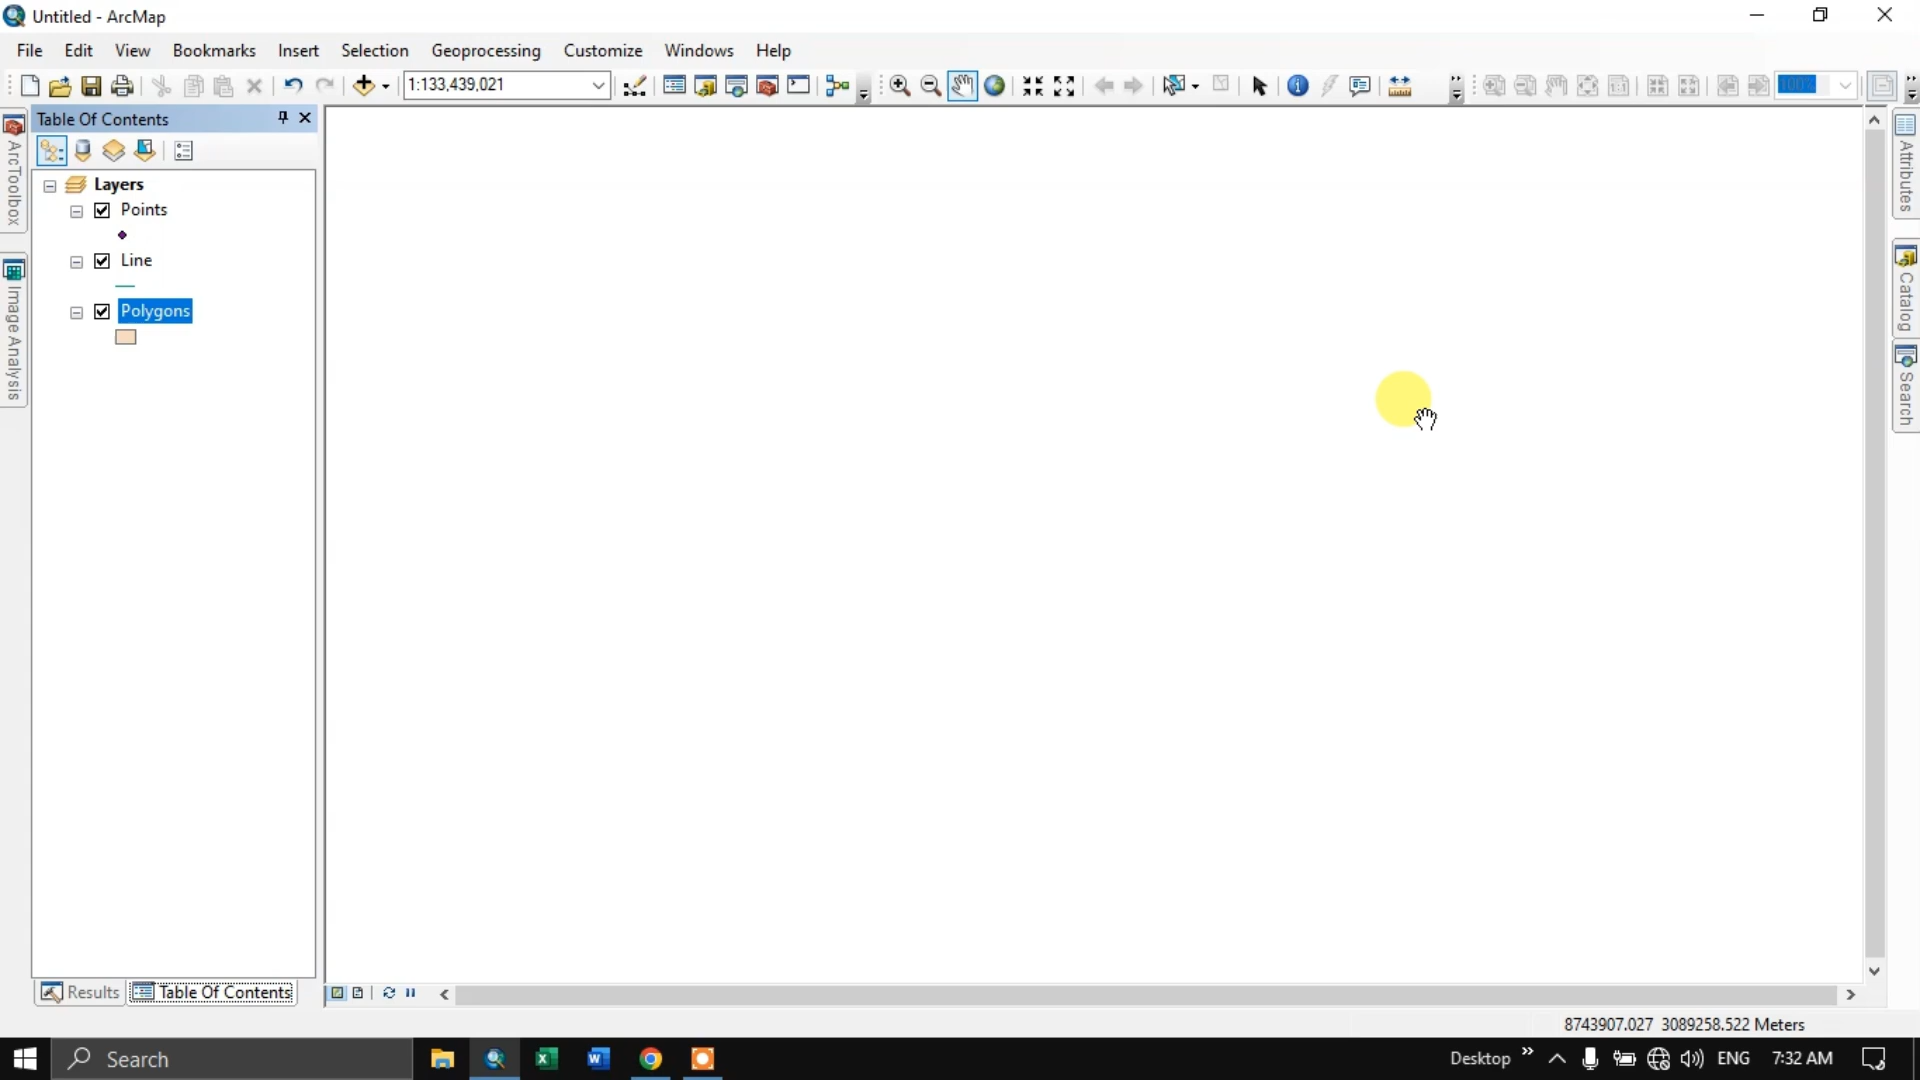 Untitled - ArcMap
File Edit View Bookmarks Insert Selection Geoprocessing Customize Windows Help
1:133,439,021
100%
Table Of Contents
Layers
Points
Line
Polygons
ArcToolbox
Image Analysis
Attributes
Catalog
Search
Results Table Of Contents
8743907.027 3089258.522 Meters
Search
Desktop ENG 7:32 AM